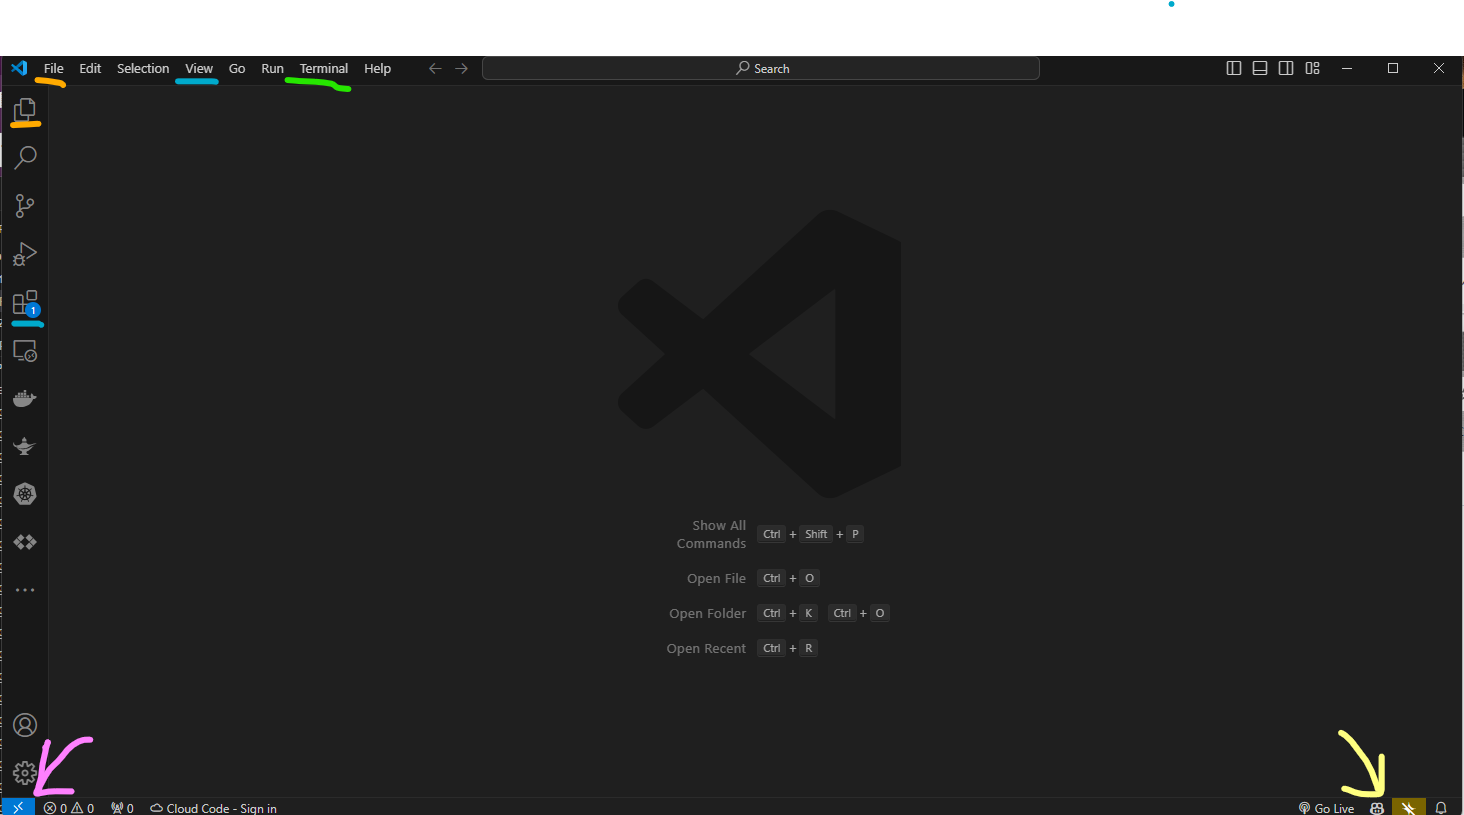 File Edit Selection View Go Run Terminal Help Search
1
Show All
Commands Ctrl + Shift + P
Open File Ctrl + O
Open Folder Ctrl + K Ctrl + O
Open Recent Ctrl + R
0 0 0 Cloud Code - Sign in Go Live